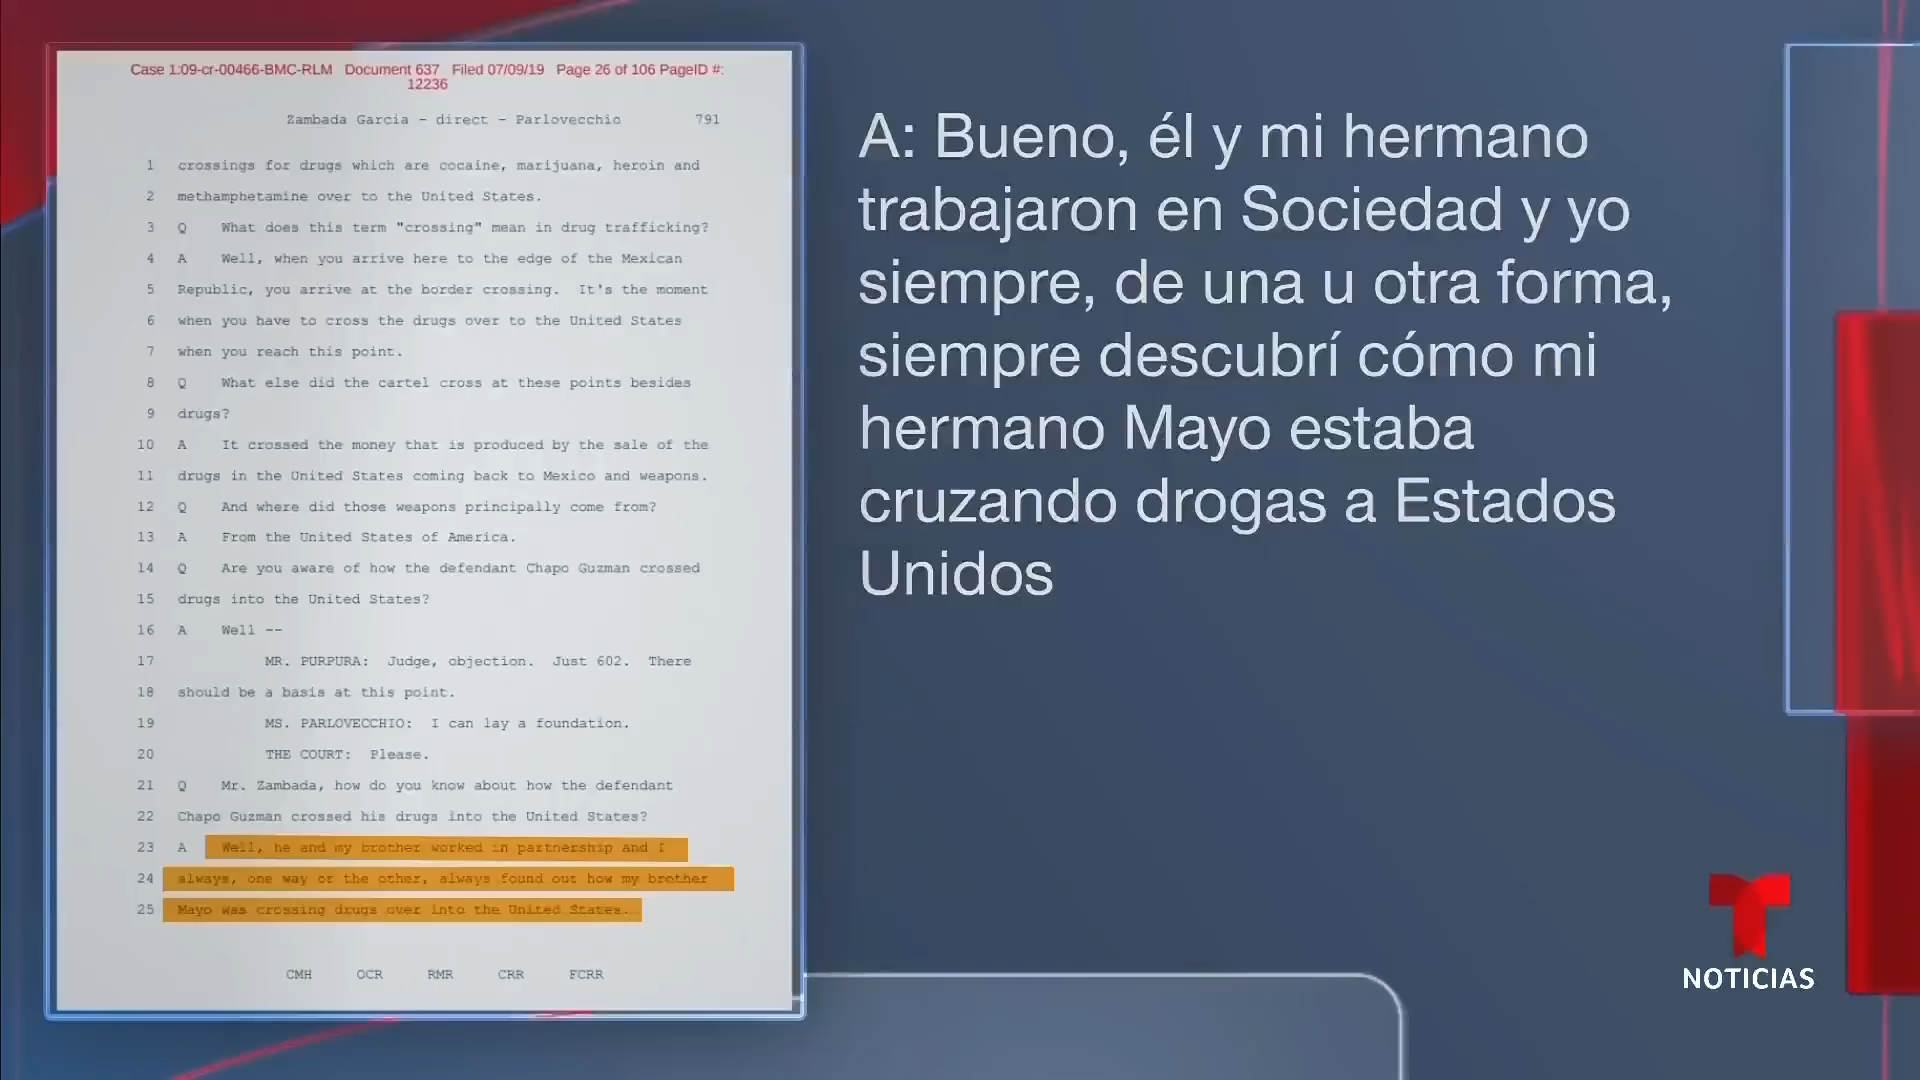 Case 1:09-cr-00466-BMC-RLM Document 637 Filed 07/09/19 Page 26 of 106 PageID #:
12236
Zambada Garcia - direct - Parlovecchio 791
1 crossings for drugs which are cocaine, marijuana, heroin and
2 methamphetamine over to the United States.
3 Q What does this term "crossing" mean in drug trafficking?
4 A Well, when you arrive here to the edge of the Mexican
5 Republic, you arrive at the border crossing. It's the moment
6 when you have to cross the drugs over to the United States
7 when you reach this point.
8 Q What else did the cartel cross at these points besides
9 drugs?
10 A It crossed the money that is produced by the sale of the
11 drugs in the United States coming back to Mexico and weapons.
12 Q And where did those weapons principally come from?
13 A From the United States of America.
14 Q Are you aware of how the defendant Chapo Guzman crossed
15 drugs into the United States?
16 A Well --
17 MR. PURPURA: Judge, objection. Just 602. There
18 should be a basis at this point.
19 MS. PARLOVECCHIO: I can lay a foundation.
20 THE COURT: Please.
21 Q Mr. Zambada, how do you know about how the defendant
22 Chapo Guzman crossed his drugs into the United States?
23 A Well, he and my brother worked in partnership and I
24 always, one way or the other, always found out how my brother
25 Mayo was crossing drugs over into the United States.
CMH OCR RMR CRR FCRR
A: Bueno, él y mi hermano
trabajaron en Sociedad y yo
siempre, de una u otra forma,
siempre descubrí cómo mi
hermano Mayo estaba
cruzando drogas a Estados
Unidos
NOTICIAS